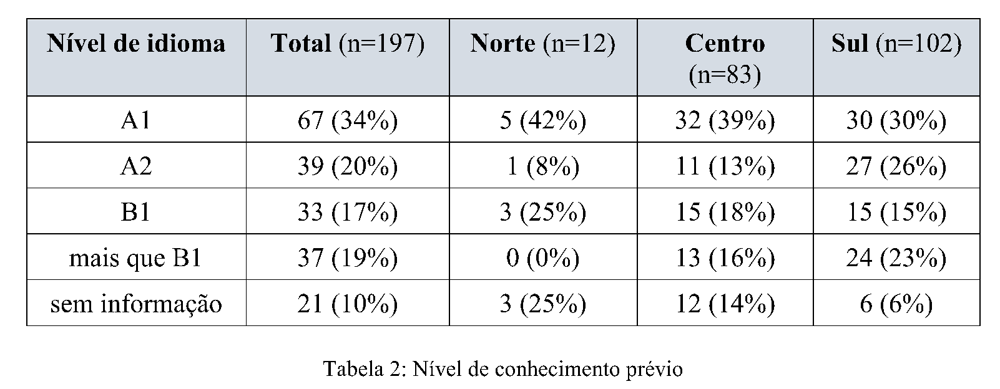 Nível de idioma Total (n=197) Norte (n=12) Centro (n=83) Sul (n=102)
A1 67 (34%) 5 (42%) 32 (39%) 30 (30%)
A2 39 (20%) 1 (8%) 11 (13%) 27 (26%)
B1 33 (17%) 3 (25%) 15 (18%) 15 (15%)
mais que B1 37 (19%) 0 (0%) 13 (16%) 24 (23%)
sem informação 21 (10%) 3 (25%) 12 (14%) 6 (6%)
Tabela 2: Nível de conhecimento prévio